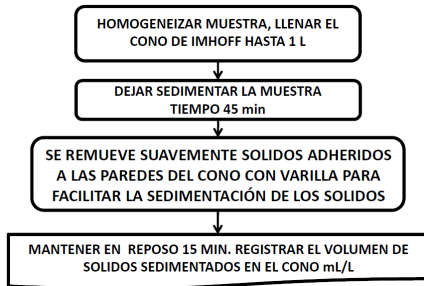 HOMOGENEIZAR MUESTRA, LLENAR EL
CONO DE IMHOFF HASTA 1 L
DEJAR SEDIMENTAR LA MUESTRA
TIEMPO 45 min
SE REMUEVE SUAVEMENTE SOLIDOS ADHERIDOS
A LAS PAREDES DEL CONO CON VARILLA PARA
FACILITAR LA SEDIMENTACIÓN DE LOS SOLIDOS
MANTENER EN REPOSO 15 MIN. REGISTRAR EL VOLUMEN DE
SOLIDOS SEDIMENTADOS EN EL CONO mL/L